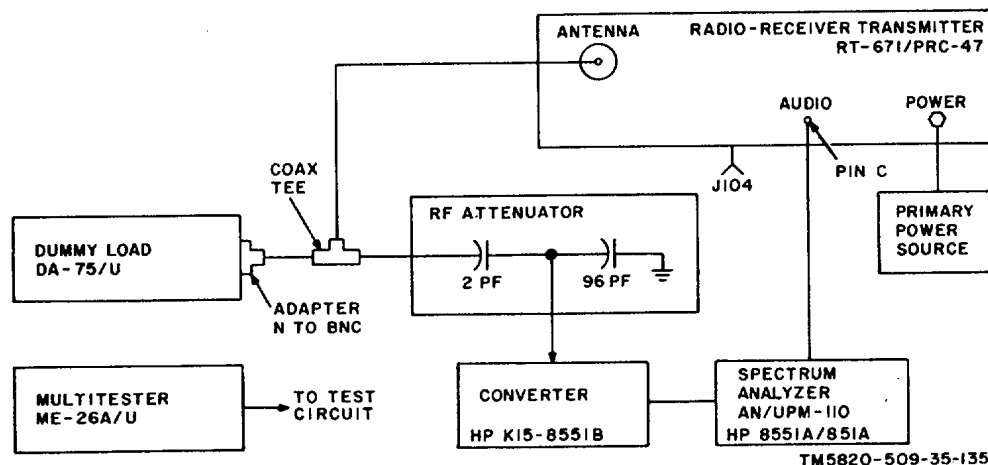 RADIO-RECEIVER TRANSMITTER
RT-671/PRC-47
ANTENNA
AUDIO
POWER
PIN C
J104
COAX
TEE
RF ATTENUATOR
2 PF
96 PF
PRIMARY
POWER
SOURCE
DUMMY LOAD
DA-75/U
ADAPTER
N TO BNC
MULTITESTER
ME-26A/U
TO TEST
CIRCUIT
CONVERTER
HP K15-8551B
SPECTRUM
ANALYZER
AN/UPM-110
HP 8551A/851A
TM5820-509-35-135